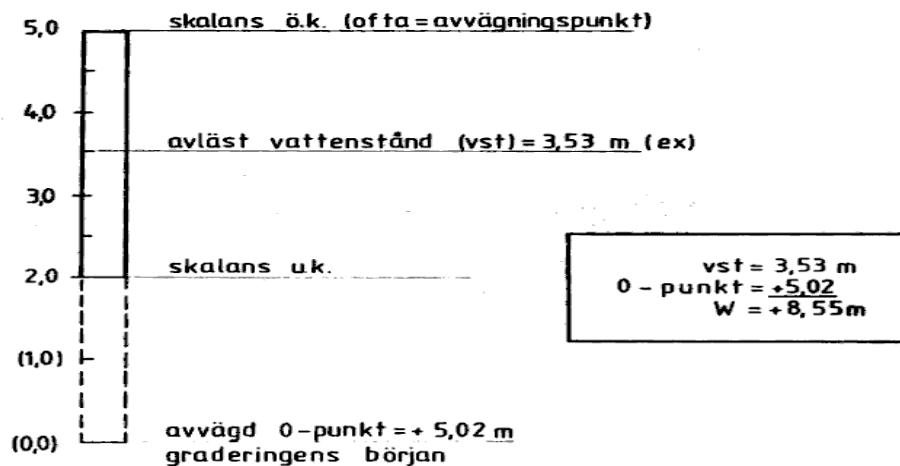 5,0
skalans ö.k. (ofta = avvägningspunkt)
4,0
avläst vattenstånd (vst) = 3,53 m (ex)
3,0
2,0
skalans u.k.
vst = 3,53 m
0 - punkt = +5,02
W = +8,55m
(1,0)
(0,0)
avvägd 0-punkt = + 5,02 m
graderingens början